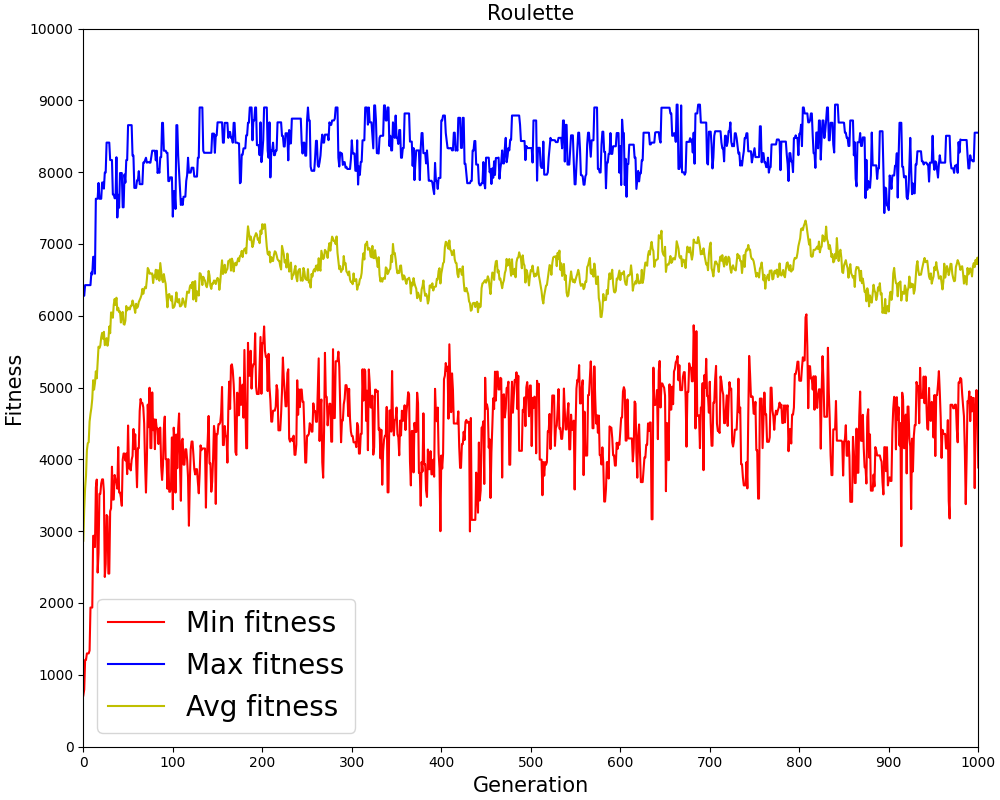 Roulette
10000
9000
8000
7000
6000
5000
4000
3000
2000
1000
0
Fitness
Min fitness
Max fitness
Avg fitness
0 100 200 300 400 500 600 700 800 900 1000
Generation